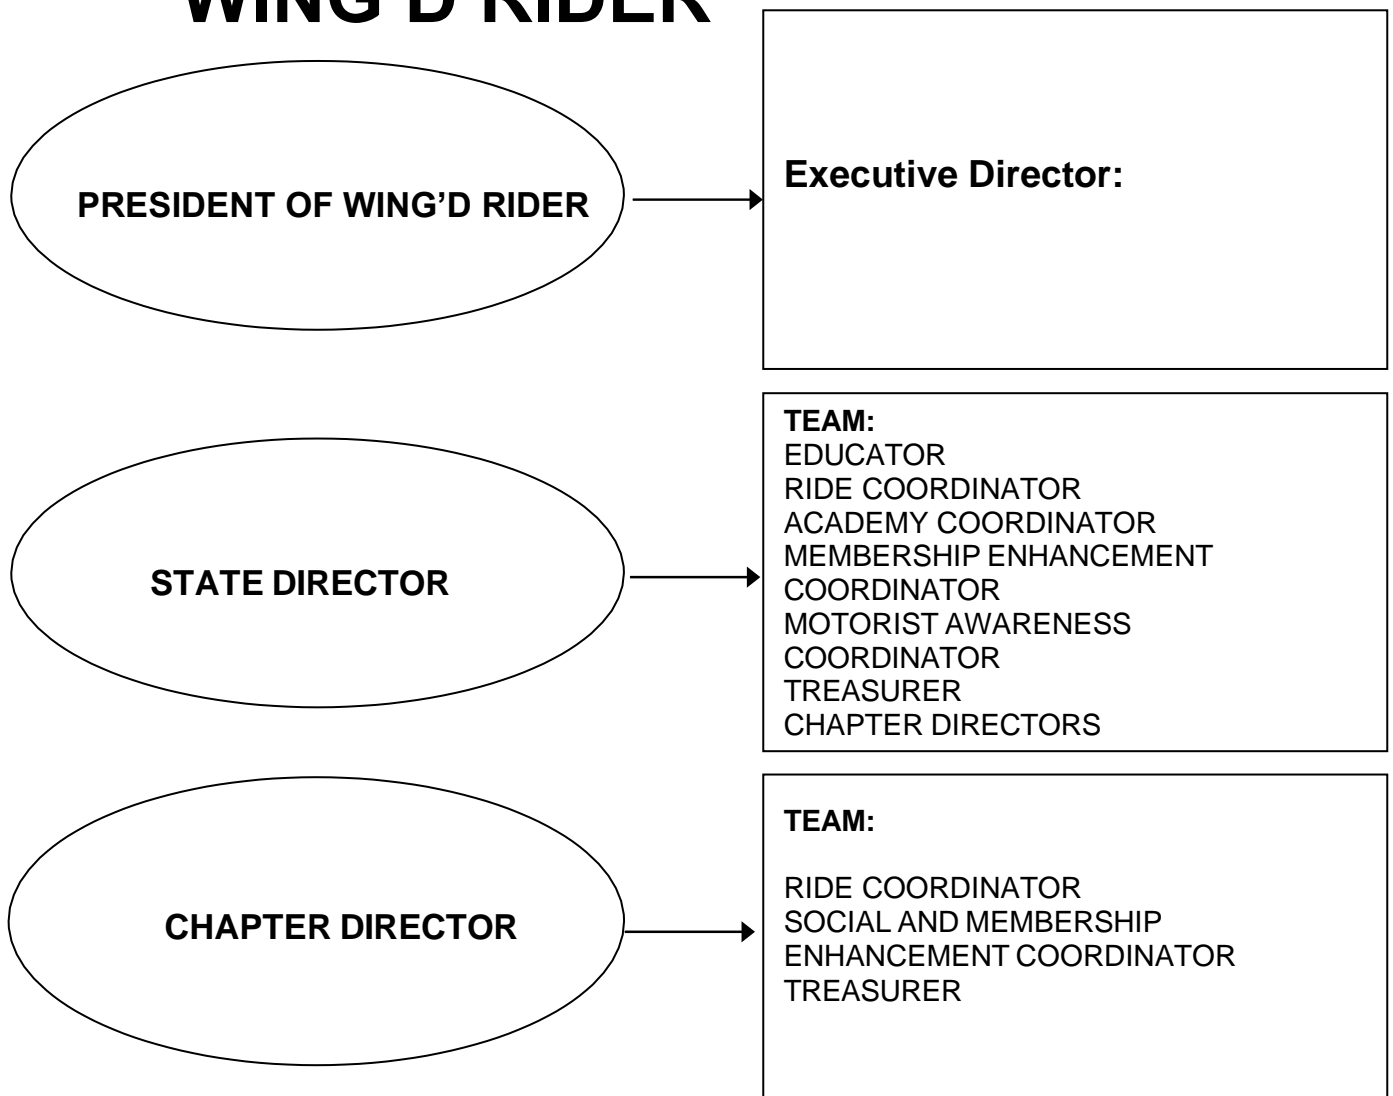 WING'D RIDER
PRESIDENT OF WING’D RIDER
Executive Director:
STATE DIRECTOR
TEAM:
EDUCATOR
RIDE COORDINATOR
ACADEMY COORDINATOR
MEMBERSHIP ENHANCEMENT
COORDINATOR
MOTORIST AWARENESS
COORDINATOR
TREASURER
CHAPTER DIRECTORS
CHAPTER DIRECTOR
TEAM:
RIDE COORDINATOR
SOCIAL AND MEMBERSHIP
ENHANCEMENT COORDINATOR
TREASURER